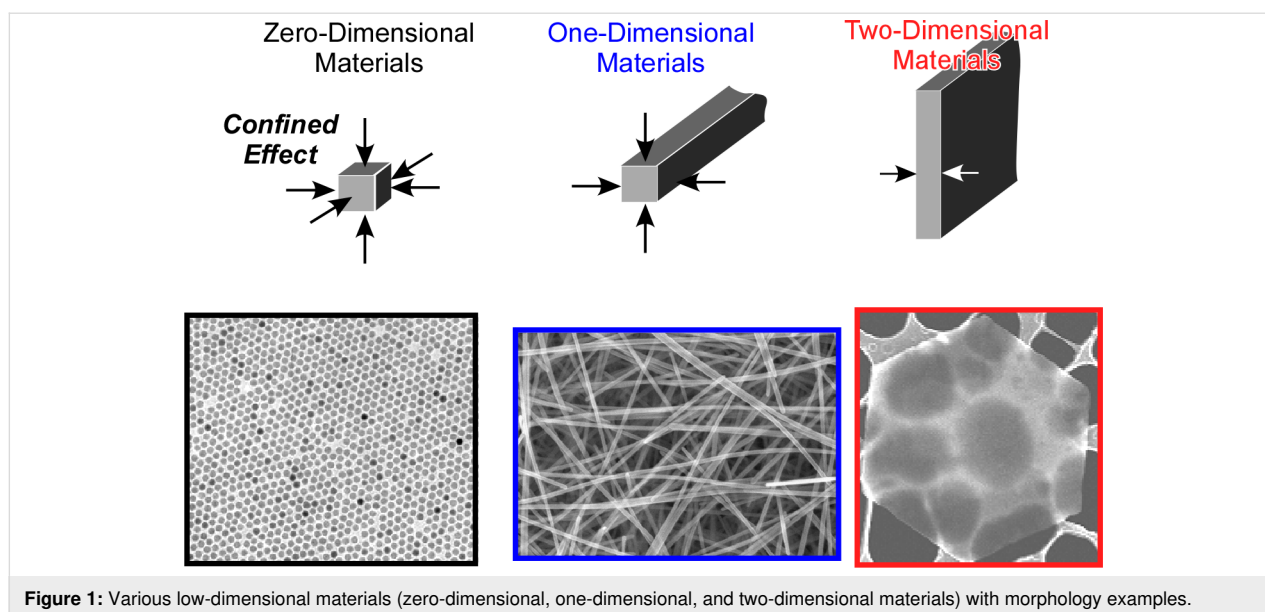 Zero-Dimensional
Materials
One-Dimensional
Materials
Two-Dimensional
Materials
Confined
Effect
Figure 1: Various low-dimensional materials (zero-dimensional, one-dimensional, and two-dimensional materials) with morphology examples.